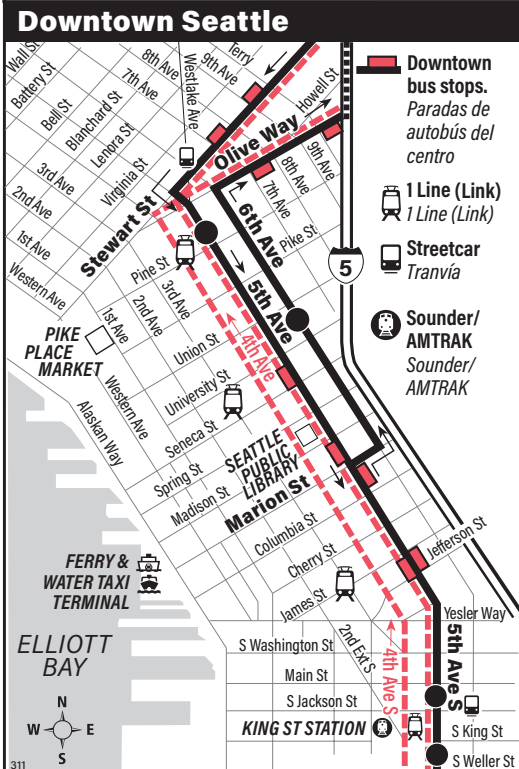 Downtown Seattle
Wall St
Battery St
Bell St
Blanchard St
Lenora St
Virginia St
8th Ave
7th Ave
Westlake Ave
9th Ave
Terry
Howell St
Olive Way
3rd Ave
2nd Ave
1st Ave
Western Ave
Stewart St
6th Ave
7th Ave
8th Ave
9th Ave
Pike St
5th Ave
Pine St
3rd Ave
2nd Ave
1st Ave
4th Ave
Union St
University St
Seneca St
Spring St
Madison St
Marion St
Columbia St
Cherry St
James St
Jefferson St
Yesler Way
PIKE
PLACE
MARKET
Western Ave
Alaskan Way
SEATTLE
PUBLIC
LIBRARY
FERRY &
WATER TAXI
TERMINAL
ELLIOTT
BAY
S Washington St
Main St
S Jackson St
2nd Ext S
4th Ave S
5th Ave S
KING ST STATION
S King St
S Weller St
N
W
E
S
311
5
Downtown
bus stops.
Paradas de
autobús del
centro
1 Line (Link)
1 Line (Link)
Streetcar
Tranvía
Sounder/
AMTRAK
Sounder/
AMTRAK